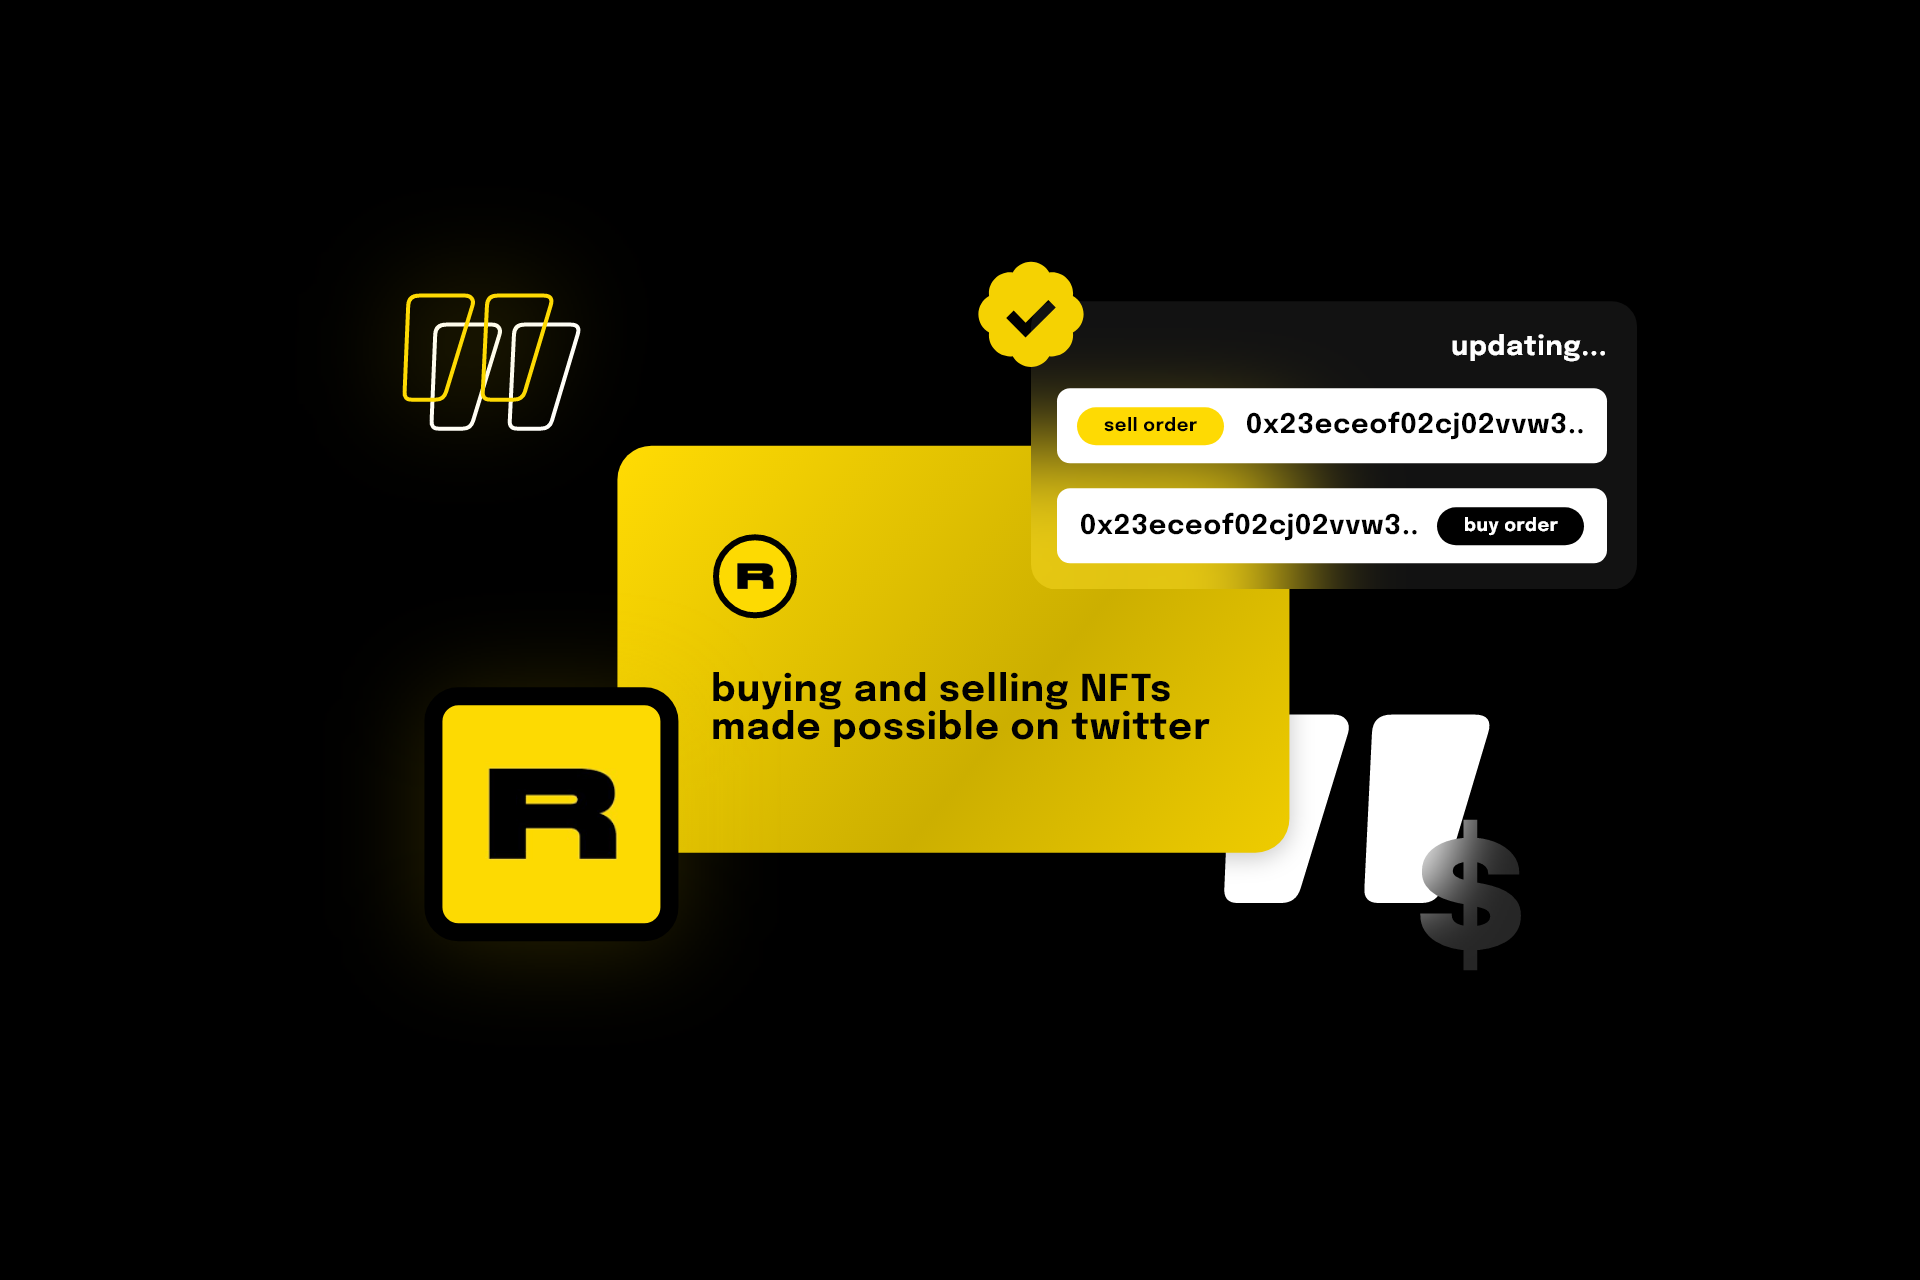 updating...
sell order 0x23eceof02cj02vvw3..
0x23eceof02cj02vvw3.. buy order
R
buying and selling NFTs
made possible on twitter
R
$